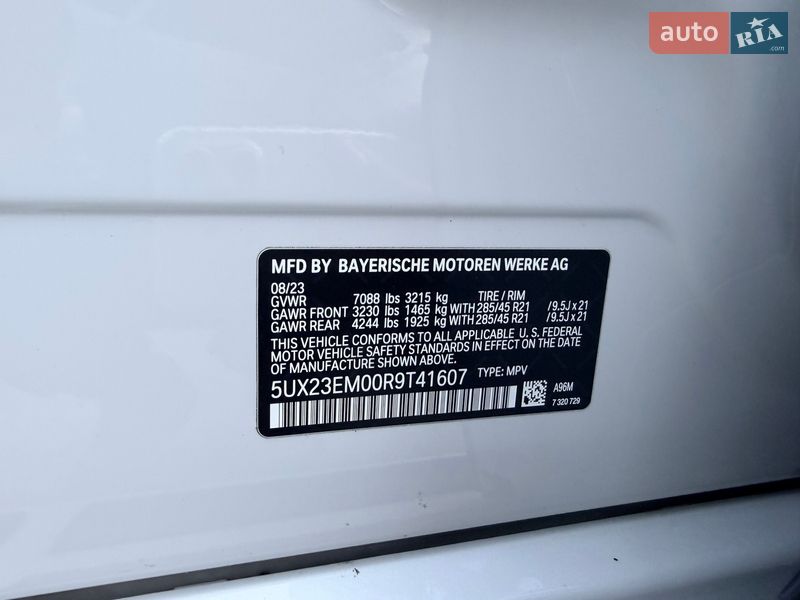 auto RIA .com
MFD BY BAYERISCHE MOTOREN WERKE AG
08/23
GVWR 7088 lbs 3215 kg TIRE / RIM
GAWR FRONT 3230 lbs 1465 kg WITH 285/45 R21 / 9.5J x 21
GAWR REAR 4244 lbs 1925 kg WITH 285/45 R21 / 9.5J x 21
THIS VEHICLE CONFORMS TO ALL APPLICABLE U.S. FEDERAL
MOTOR VEHICLE SAFETY STANDARDS IN EFFECT ON THE DATE
OF MANUFACTURE SHOWN ABOVE.
5UX23EM00R9T41607 TYPE: MPV
A96M
7 320 729